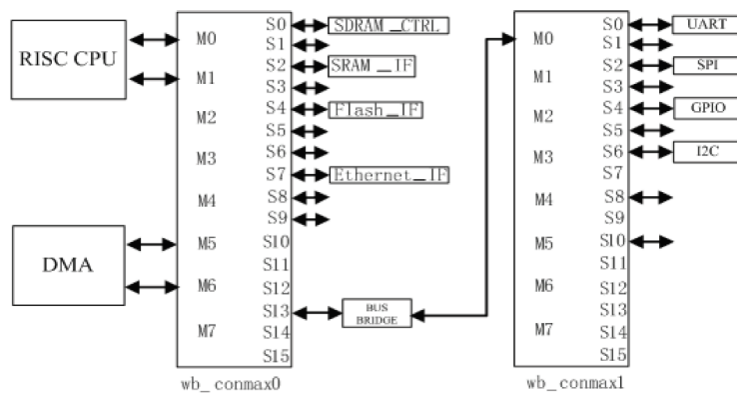 RISC CPU
DMA
M0
M1
M2
M3
M4
M5
M6
M7
S0
S1
S2
S3
S4
S5
S6
S7
S8
S9
S10
S11
S12
S13
S14
S15
wb_conmax0
SDRAM_CTRL
SRAM_IF
Flash_IF
Ethernet_IF
BUS
BRIDGE
M0
M1
M2
M3
M4
M5
M6
M7
S0
S1
S2
S3
S4
S5
S6
S7
S8
S9
S10
S11
S12
S13
S14
S15
wb_conmax1
UART
SPI
GPIO
I2C